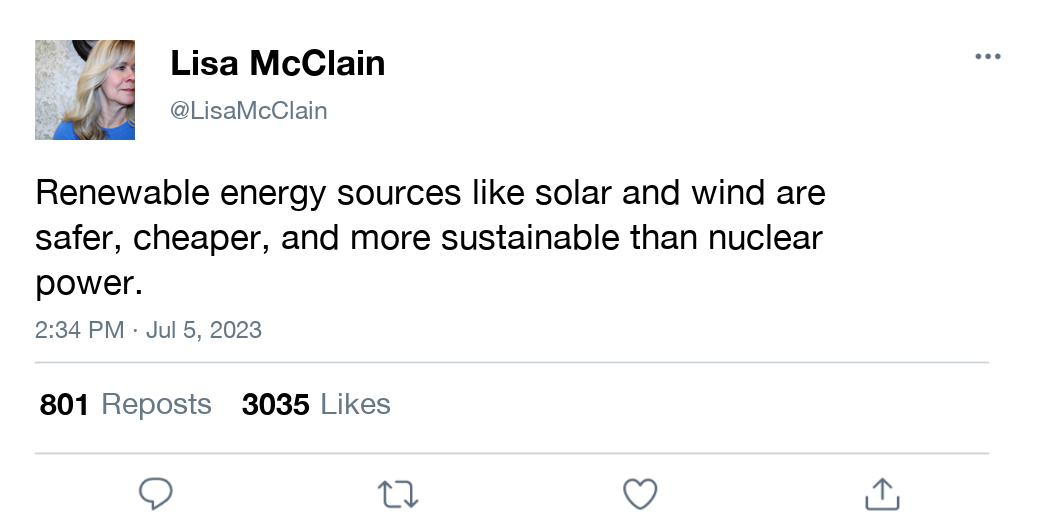 Lisa McClain
@LisaMcClain
Renewable energy sources like solar and wind are
safer, cheaper, and more sustainable than nuclear
power.
2:34 PM · Jul 5, 2023
801 Reposts 3035 Likes